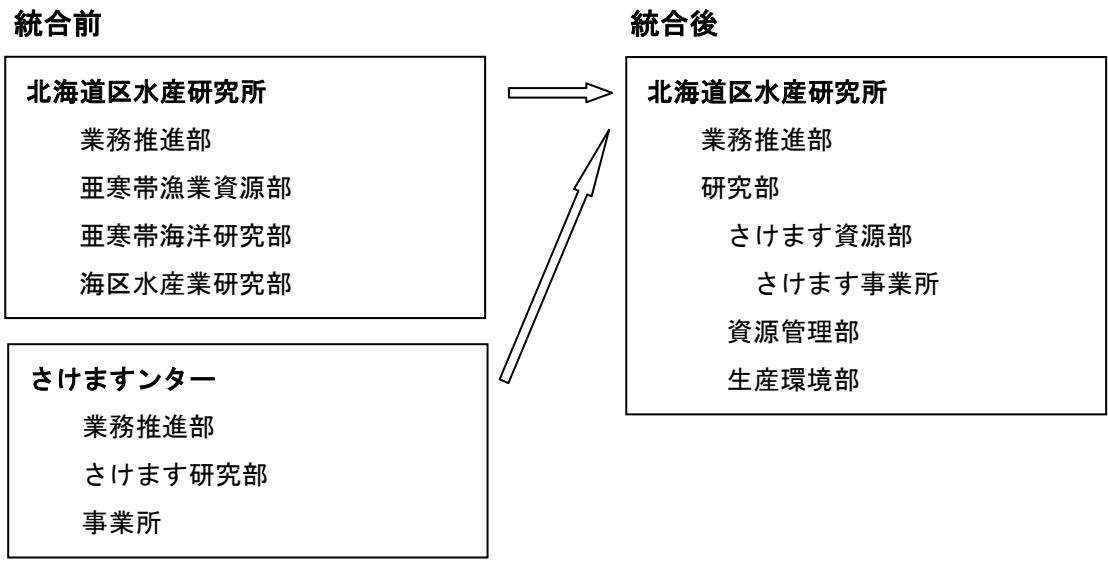 統合前
北海道区水産研究所
業務推進部
亜寒帯漁業資源部
亜寒帯海洋研究部
海区水産業研究部
さけますンター
業務推進部
さけます研究部
事業所
統合後
北海道区水産研究所
業務推進部
研究部
さけます資源部
さけます事業所
資源管理部
生産環境部